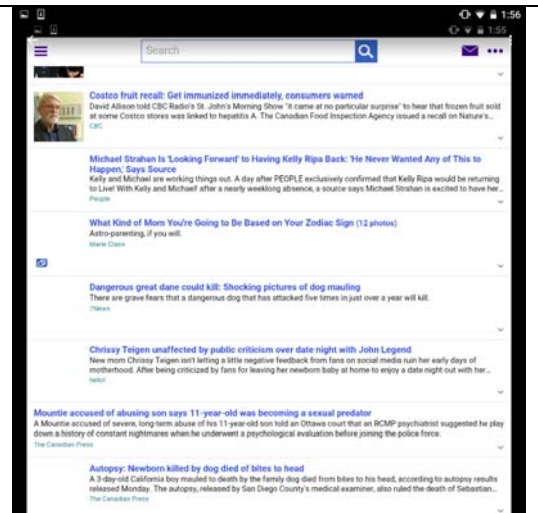 1:56
1:55
Search
Costco fruit recall: Get immunized immediately, consumers warned
David Allison told CBC Radio's St. John's Morning Show "it came at no particular surprise" to hear that frozen fruit sold
at some Costco stores was linked to hepatitis A. The Canadian Food Inspection Agency issued a recall on Nature's...
CBC
Michael Strahan Is 'Looking Forward' to Having Kelly Ripa Back: 'He Never Wanted Any of This to
Happen,' Says Source
Kelly and Michael are working things out. A day after PEOPLE exclusively confirmed that Kelly Ripa would be returning
to Live! With Kelly and Michael! after a nearly weeklong absence, a source says Michael Strahan is excited to have her...
People
What Kind of Mom You're Going to Be Based on Your Zodiac Sign (12 photos)
Astro-parenting, if you will.
Marie Claire
Dangerous great dane could kill: Shocking pictures of dog mauling
There are grave fears that a dangerous dog that has attacked five times in just over a year will kill.
7News
Chrissy Teigen unaffected by public criticism over date night with John Legend
New mom Chrissy Teigen isn't letting a little negative feedback from fans on social media ruin her early days of
motherhood. After being criticized by fans for leaving her newborn baby at home to enjoy a date night out with her...
hello!
Mountie accused of abusing son says 11-year-old was becoming a sexual predator
A Mountie accused of severe, long-term abuse of his 11-year-old son told an Ottawa court that an RCMP psychiatrist suggested he play
down a history of constant nightmares when he underwent a psychological evaluation before joining the police force.
The Canadian Press
Autopsy: Newborn killed by dog died of bites to head
A 3-day-old California boy mauled to death by the family dog died from bites to his head, according to autopsy results
released Monday. The autopsy, released by San Diego County's medical examiner, also ruled the death of Sebastian...
The Canadian Press